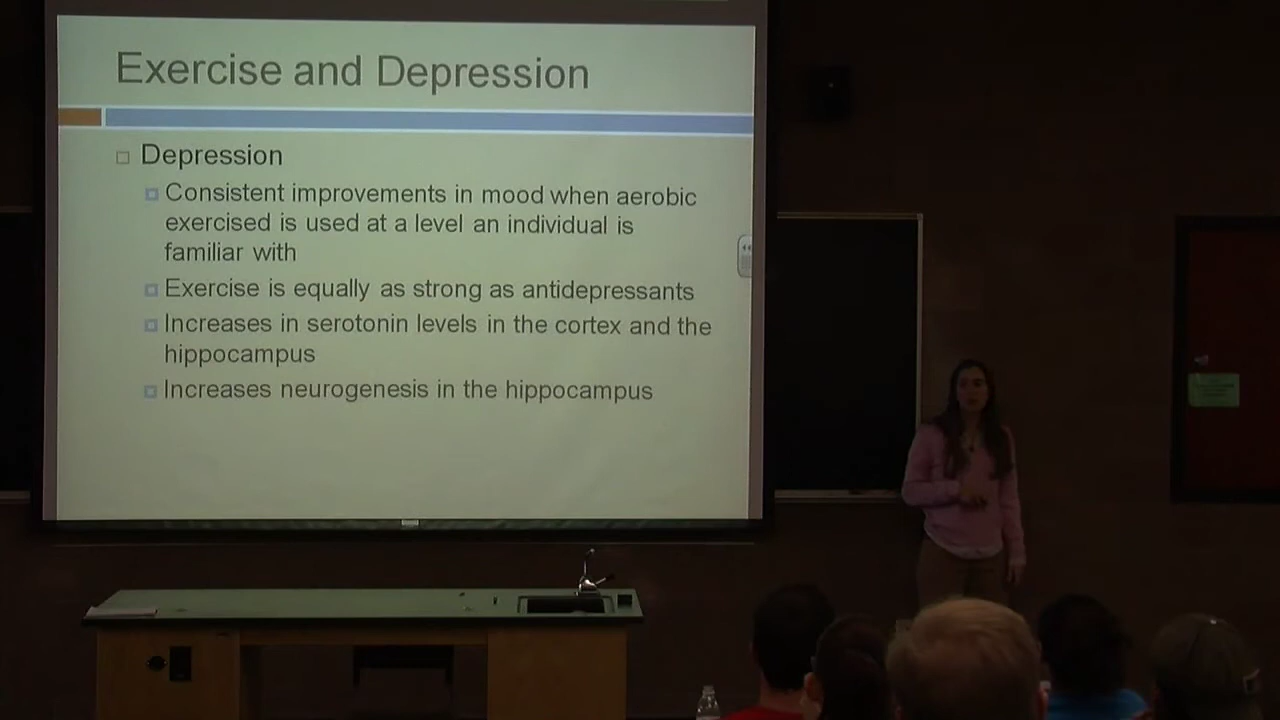 Exercise and Depression
Depression
Consistent improvements in mood when aerobic
exercised is used at a level an individual is
familiar with
Exercise is equally as strong as antidepressants
Increases in serotonin levels in the cortex and the
hippocampus
Increases neurogenesis in the hippocampus